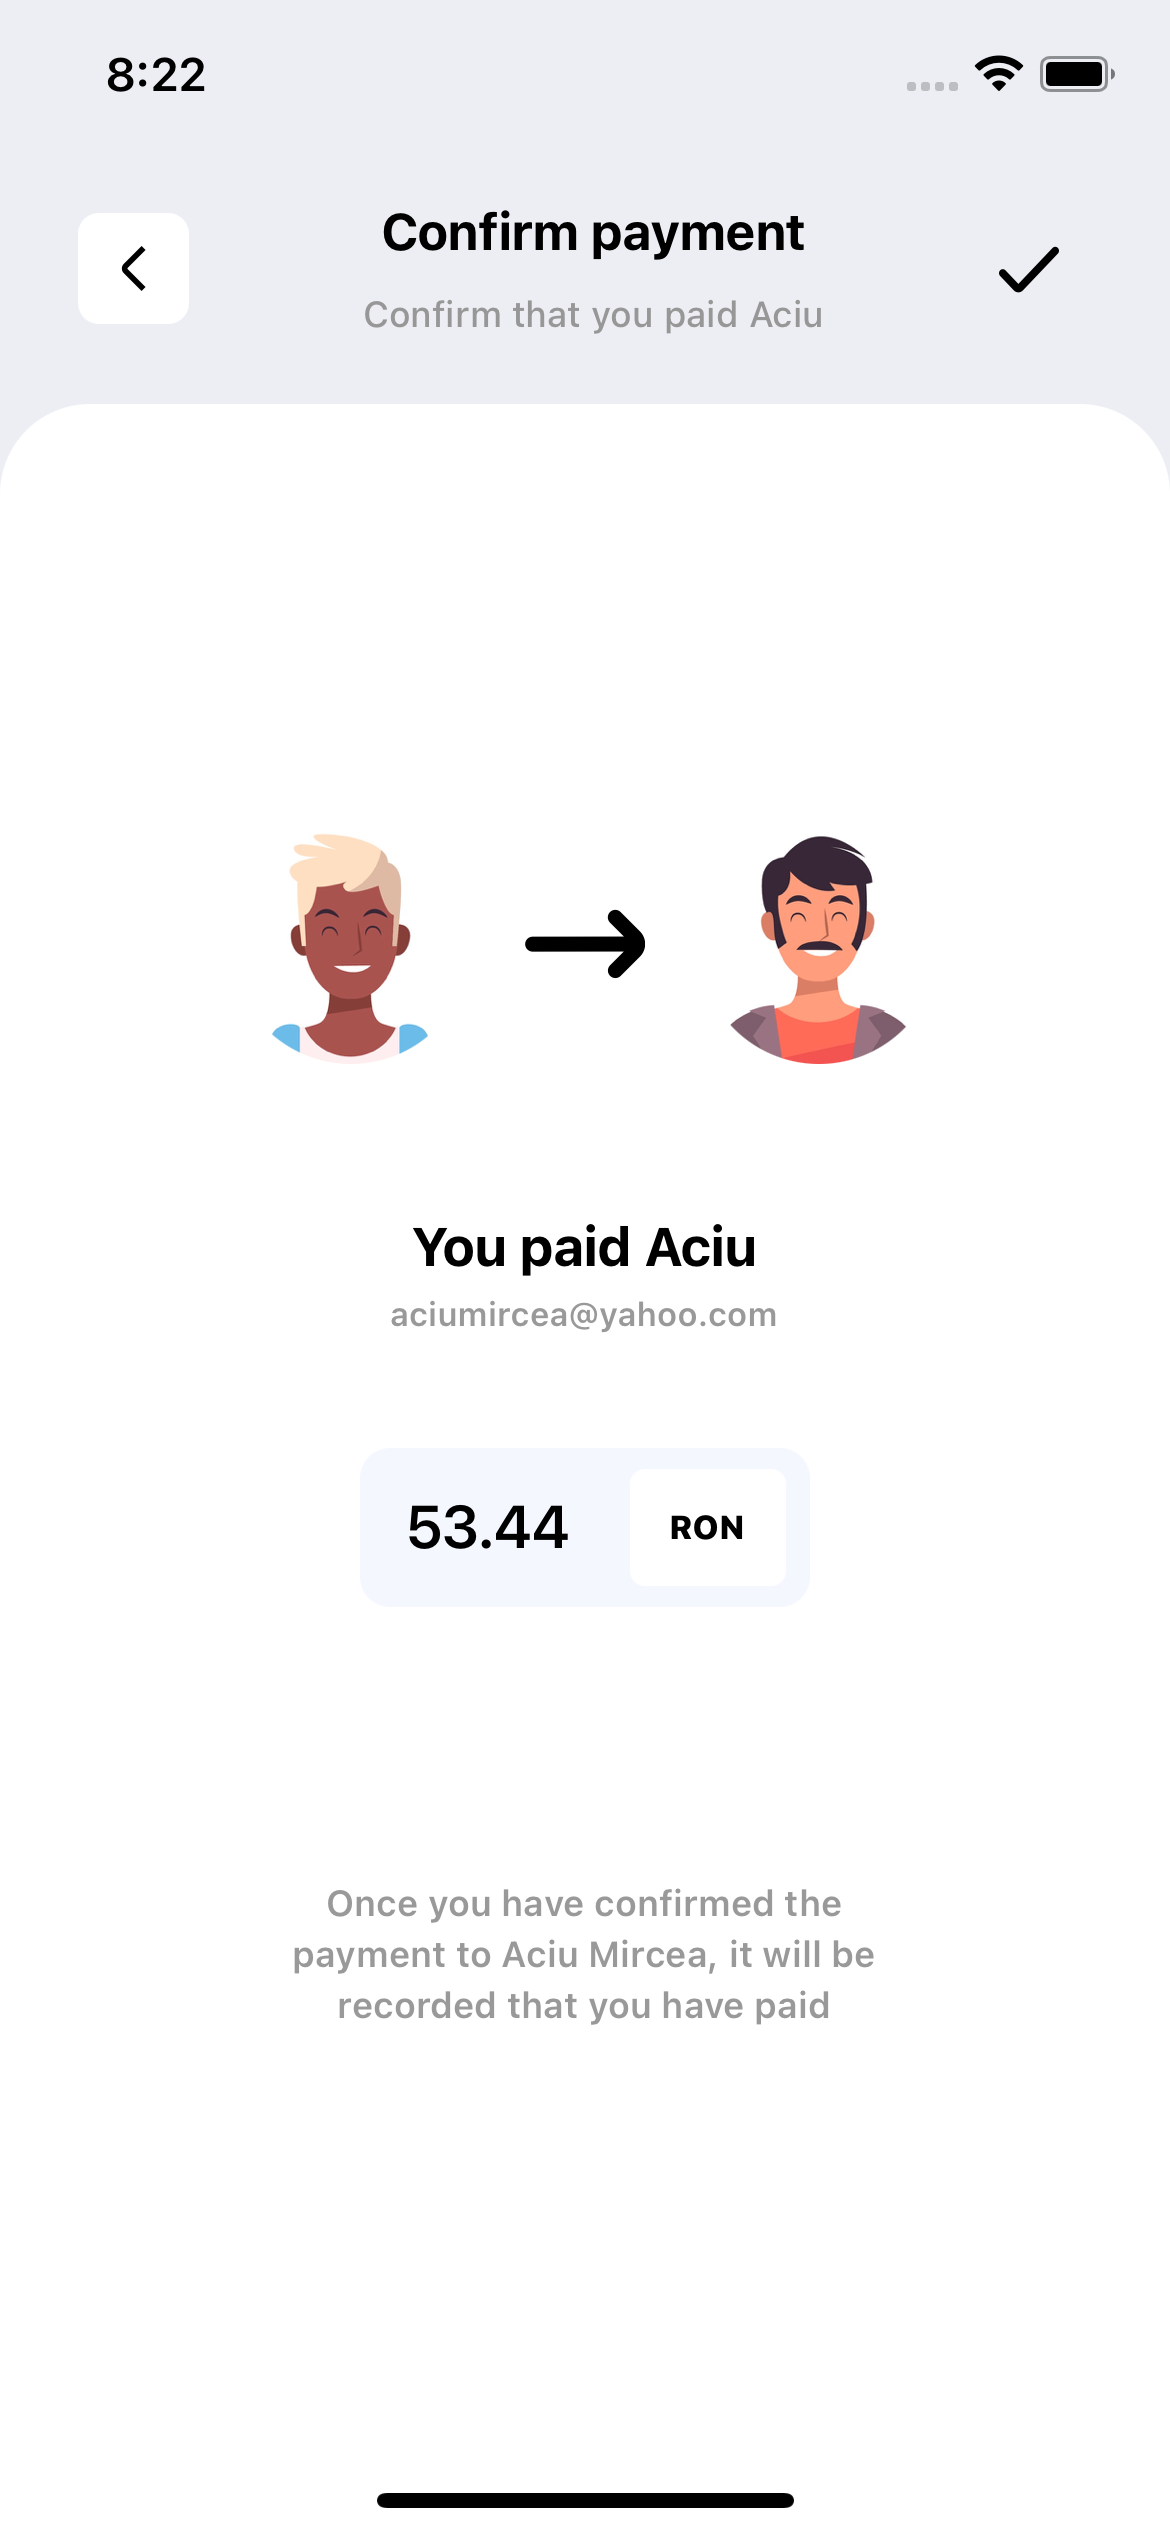 8:22
Confirm payment
Confirm that you paid Aciu
You paid Aciu
aciumircea@yahoo.com
53.44 RON
Once you have confirmed the
payment to Aciu Mircea, it will be
recorded that you have paid